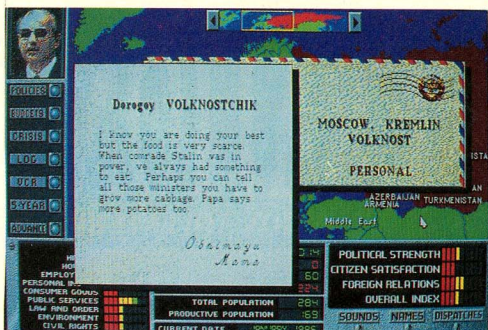 POLICIES
BUDGETS
CRISIS
LOG
VCR
5 YEAR
ADVANCE
Dorogoy VOLKNOSTCHIK
I know you are doing your best
but the food is very scarce.
When comrade Stalin was in
power, we always had something
to eat. Perhaps you can tell
all those ministers you have to
grow more cabbage. Papa says
more potatoes too.
Obnimayu
Mama
MOSCOW, KREMLIN
VOLKNOST
PERSONAL
AZERBAIJAN
TURKMENISTAN
ARMENIA
Middle East
EMPLOY
PERSONAL IN
CONSUMER GOODS
PUBLIC SERVICES
LAW AND ORDER
ENVIRONMENT
CIVIL RIGHTS
TOTAL POPULATION 284
PRODUCTIVE POPULATION 169
CURRENT DATE
POLITICAL STRENGTH
CITIZEN SATISFACTION
FOREIGN RELATIONS
OVERALL INDEX
SOUNDS
NAMES
DISPATCHES